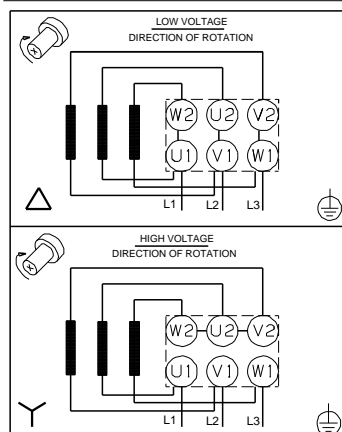 LOW VOLTAGE
DIRECTION OF ROTATION
W2 U2 V2
U1 V1 W1
L1 L2 L3
HIGH VOLTAGE
DIRECTION OF ROTATION
W2 U2 V2
U1 V1 W1
L1 L2 L3